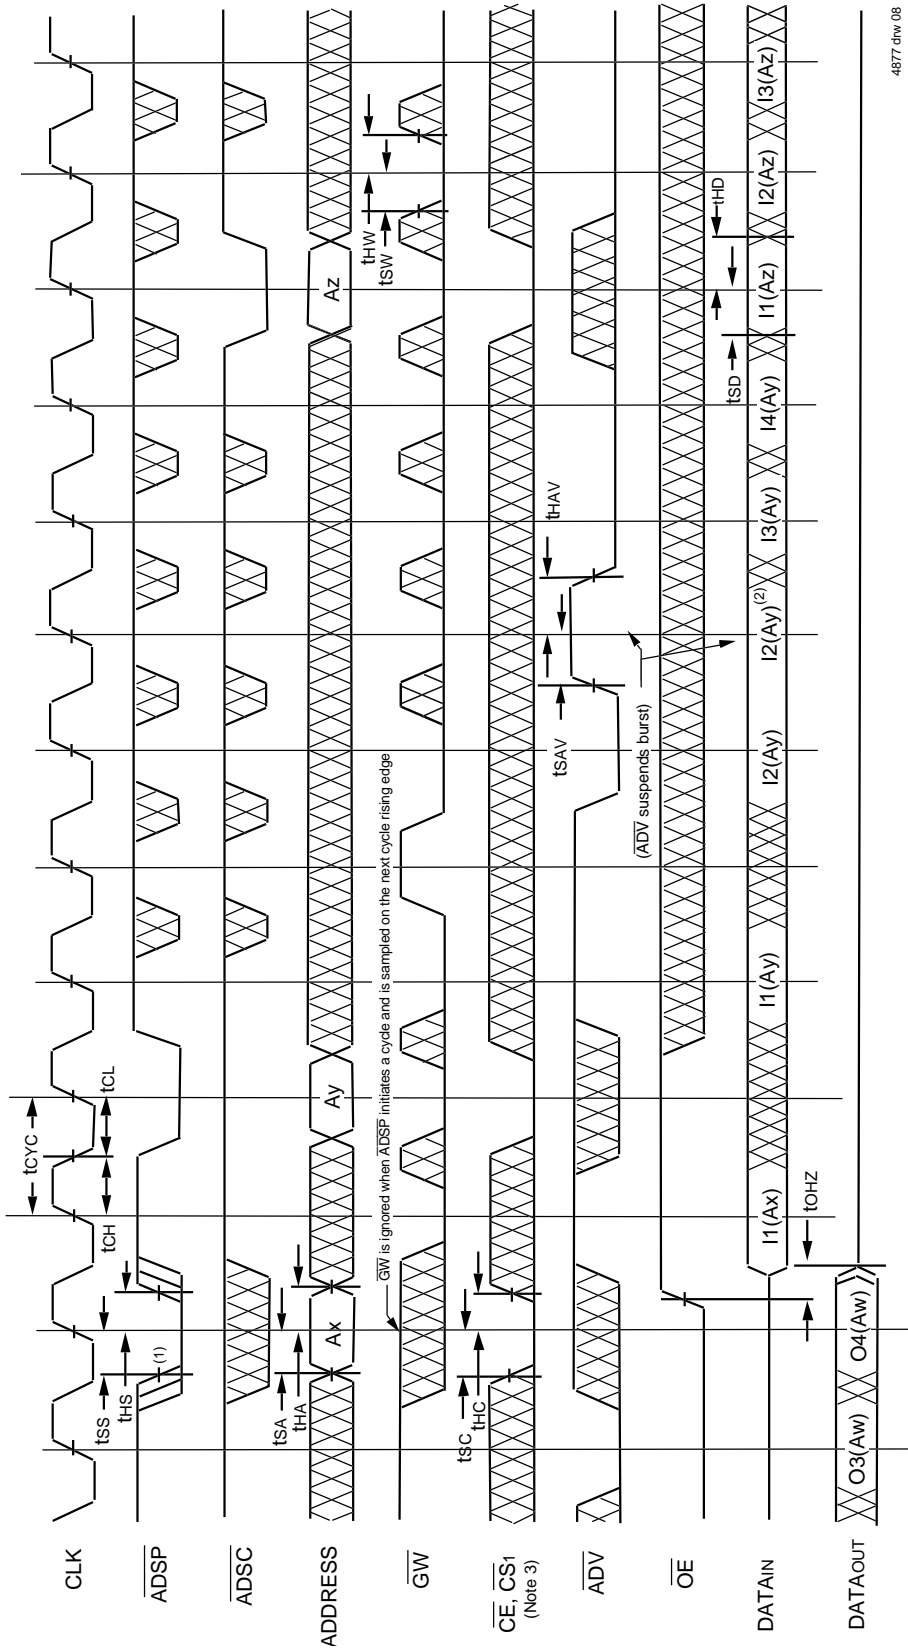 CLK
tCYC
tCH
tCL
tSS
tHS
(1)
ADSP
ADSC
tSA
tHA
ADDRESS
Ax
Ay
Az
GW is ignored when ADSP initiates a cycle and is sampled on the next cycle rising edge
tHW
tSW
GW
tSC
tHC
CE, CS1
(Note 3)
tSAV
tHAV
ADV
(ADV suspends burst)
OE
tSD
tHD
DATAIN
I1(Ax)
I1(Ay)
I2(Ay)
I2(Ay)(2)
I3(Ay)
I4(Ay)
I1(Az)
I2(Az)
I3(Az)
tOHZ
DATAOUT
O3(Aw)
O4(Aw)
4877 drw 08